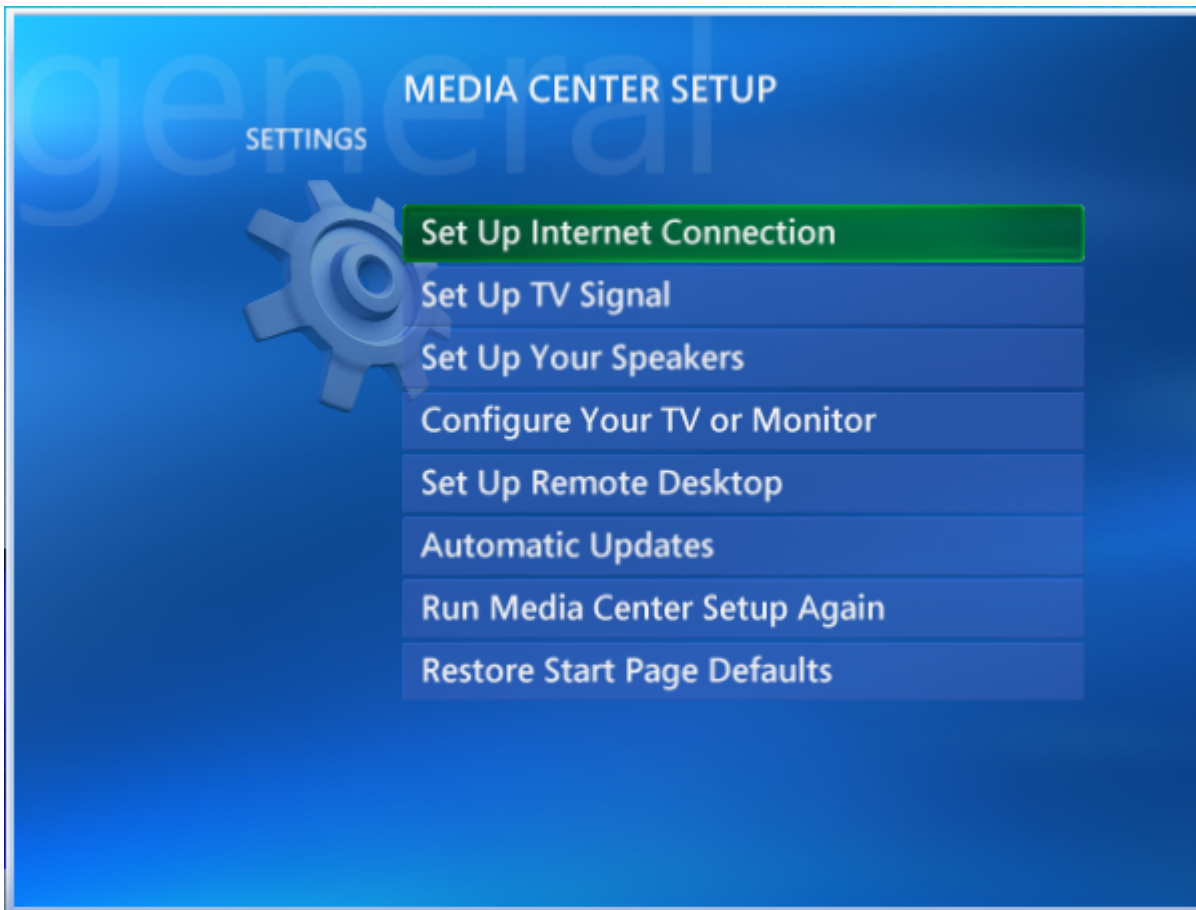 general
MEDIA CENTER SETUP
SETTINGS
Set Up Internet Connection
Set Up TV Signal
Set Up Your Speakers
Configure Your TV or Monitor
Set Up Remote Desktop
Automatic Updates
Run Media Center Setup Again
Restore Start Page Defaults